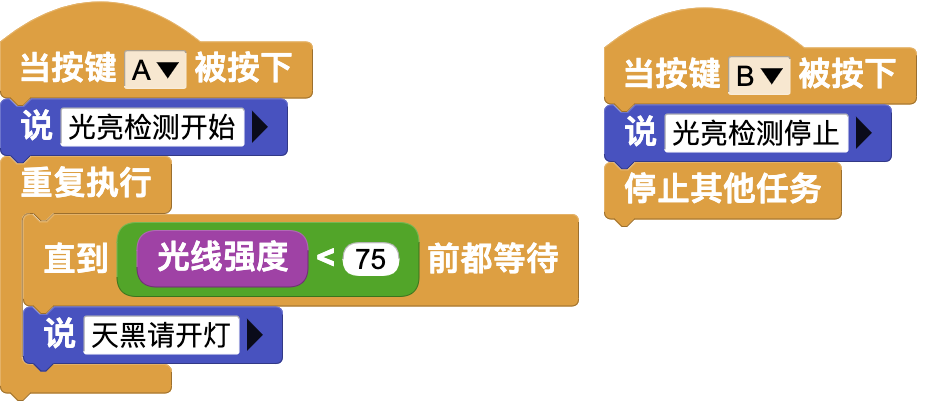 当按键 A▼ 被按下
说 光亮检测开始
重复执行
直到 光线强度 < 75 前都等待
说 天黑请开灯
当按键 B▼ 被按下
说 光亮检测停止
停止其他任务